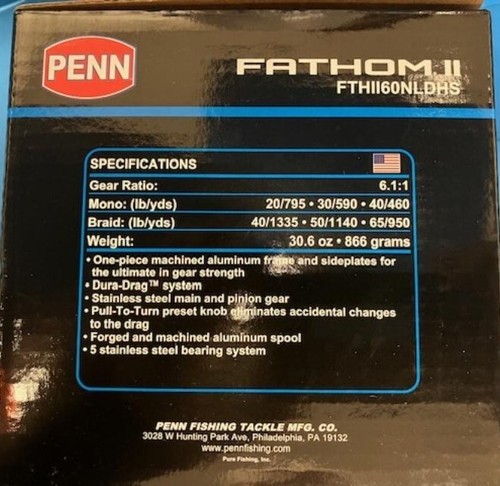 PENN
FATHOM II
FTHII60NLDHS
SPECIFICATIONS
Gear Ratio: 6.1:1
Mono: (lb/yds) 20/795 • 30/590 • 40/460
Braid: (lb/yds) 40/1335 • 50/1140 • 65/950
Weight: 30.6 oz • 866 grams
• One-piece machined aluminum frame and sideplates for
the ultimate in gear strength
• Dura-Drag™ system
• Stainless steel main and pinion gear
• Pull-To-Turn preset knob eliminates accidental changes
to the drag
• Forged and machined aluminum spool
• 5 stainless steel bearing system
PENN FISHING TACKLE MFG. CO.
3028 W Hunting Park Ave, Philadelphia, PA 19132
www.pennfishing.com
Pure Fishing, Inc.